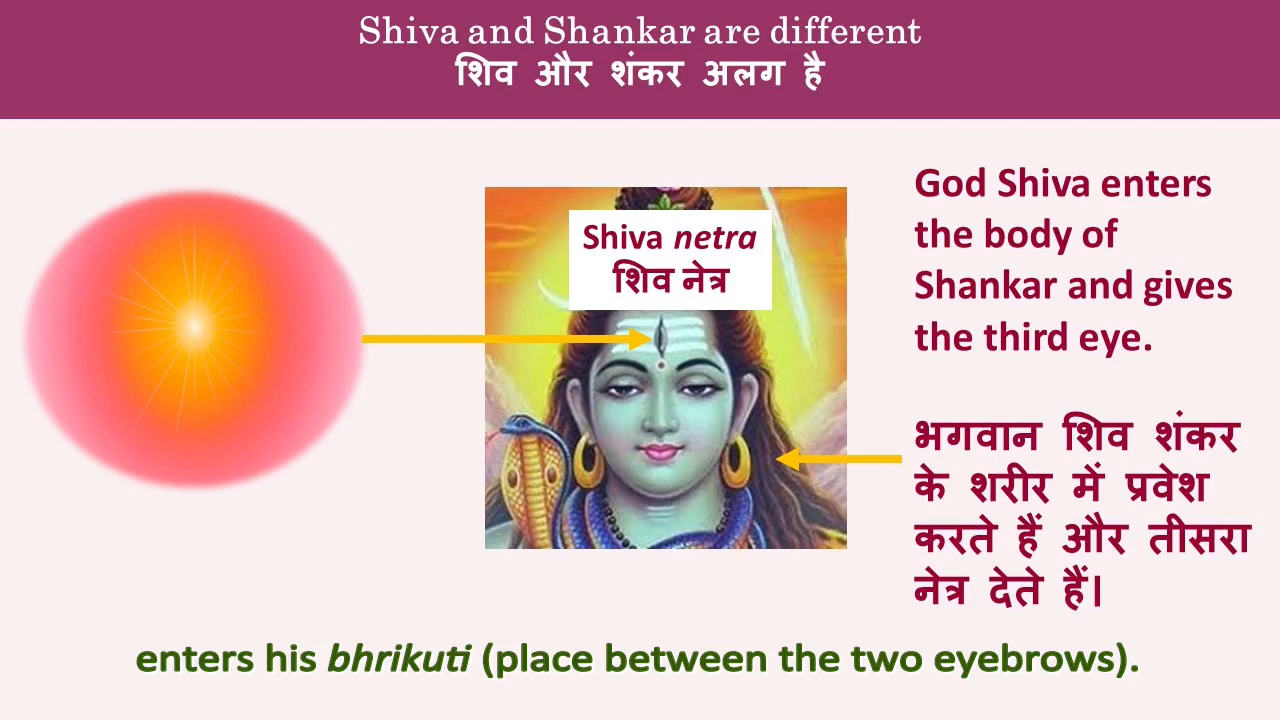 Shiva and Shankar are different
शिव और शंकर अलग है
Shiva netra
शिव नेत्र
God Shiva enters
the body of
Shankar and gives
the third eye.
भगवान शिव शंकर
के शरीर में प्रवेश
करते हैं और तीसरा
नेत्र देते हैं।
enters his bhrikuti (place between the two eyebrows).